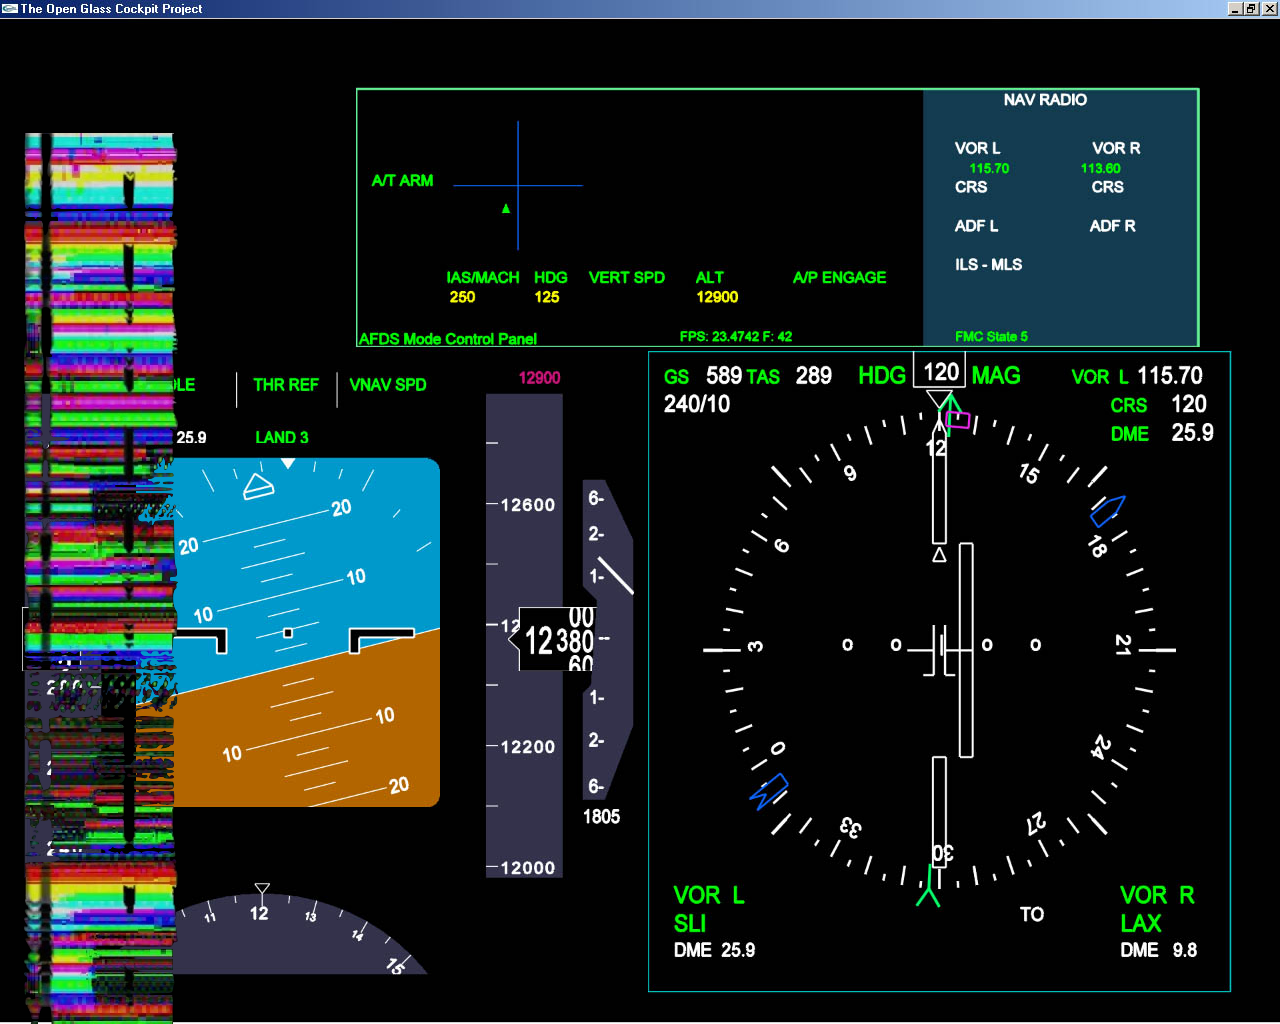 The Open Glass Cockpit Project
NAV RADIO
VOR L VOR R
115.70 113.60
A/T ARM
CRS CRS
ADF L ADF R
ILS - MLS
IAS/MACH HDG VERT SPD ALT A/P ENGAGE
250 125 12900
AFDS Mode Control Panel FPS: 23.4742 F: 42 FMC State 5
LE THR REF VNAV SPD 12900
25.9 LAND 3
20
20
10
10
10
10
20
12600
12200
12000
12 380
00
60
6-
2-
1-
1-
2-
6-
1805
11 12 13 14 15
GS 589 TAS 289 HDG 120 MAG VOR L 115.70
240/10 CRS 120
DME 25.9
12
15
18
21
24
27
30
33
0
3
6
9
VOR L VOR R
SLI TO LAX
DME 25.9 DME 9.8